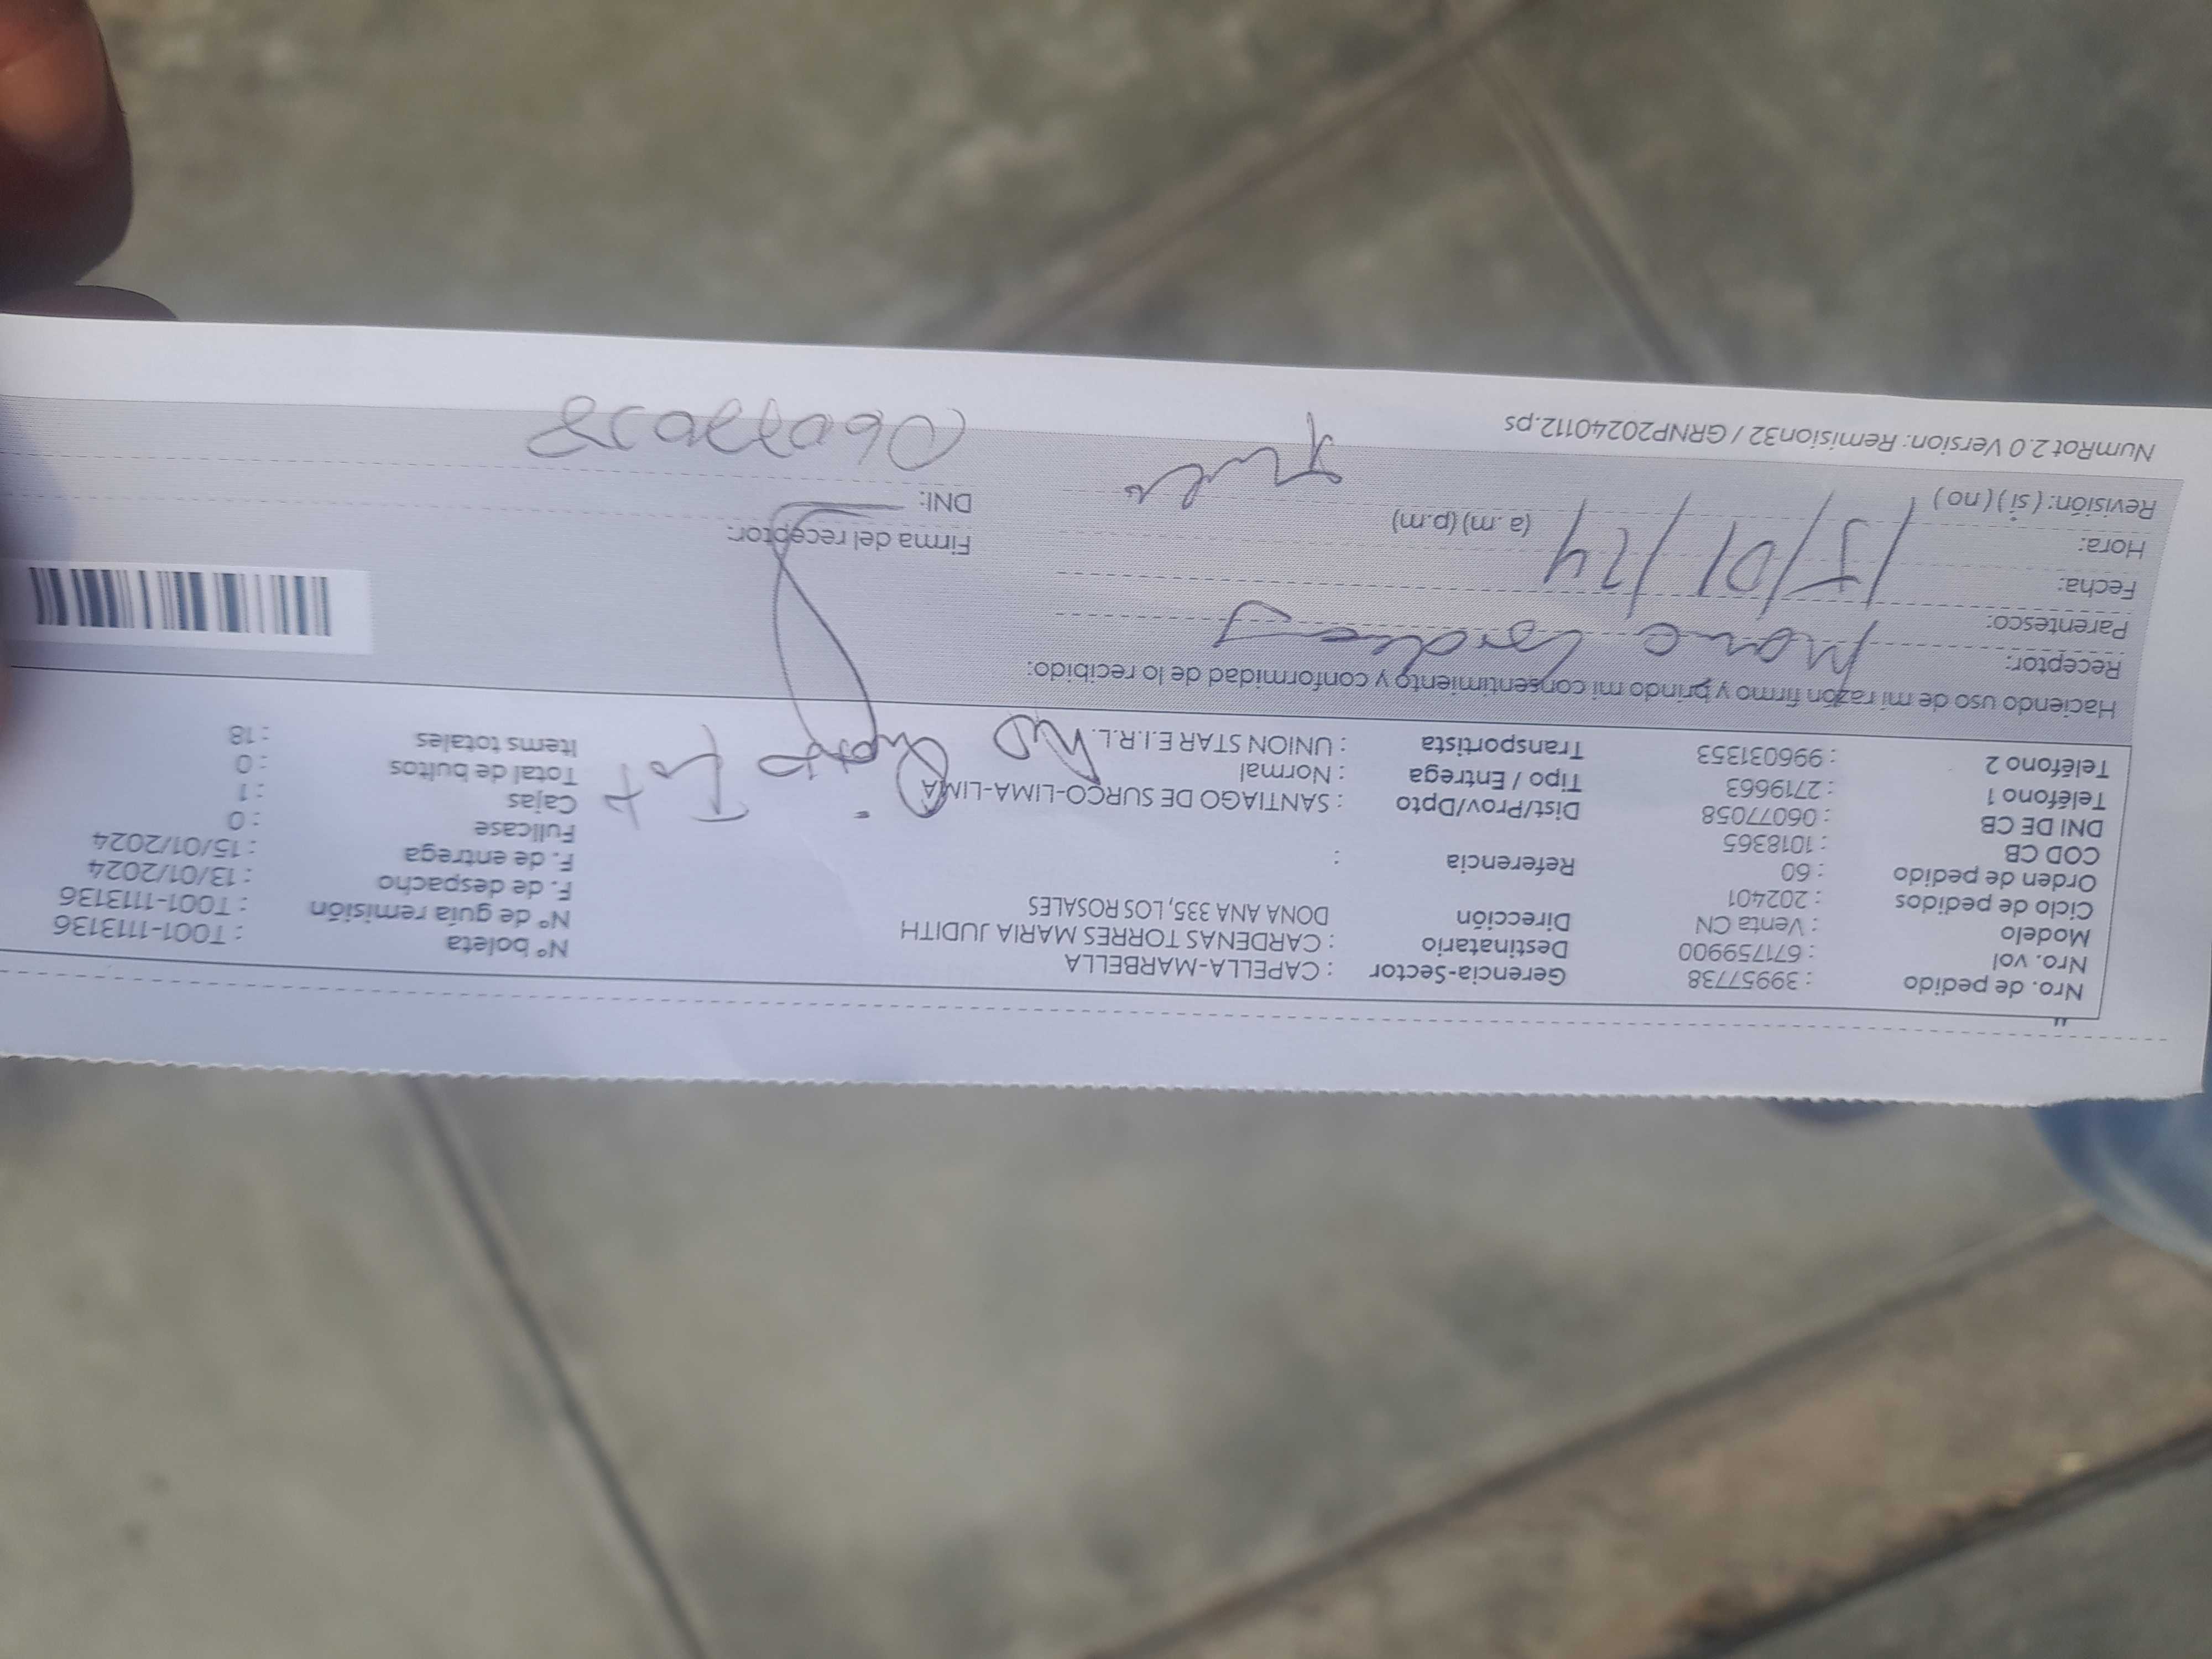 Nro. de pedido : 39957738 Gerencia-Sector : CAPELLA-MARBELLA Nº boleta : T001-1113136
Nro. vol : 671759900 Destinatario : CARDENAS TORRES MARIA JUDITH Nº de guía remisión : T001-1113136
Modelo : Venta CN Dirección DONA ANA 335, LOS ROSALES F. de despacho : 13/01/2024
Ciclo de pedidos : 202401 F. de entrega : 15/01/2024
Orden de pedido : 60 Referencia : Fullcase : 0
COD CB : 1018365 Cajas : 1
DNI DE CB : 06077058 Dist/Prov/Dpto : SANTIAGO DE SURCO-LIMA-LIMA Total de bultos : 0
Teléfono 1 : 2719663 Tipo / Entrega : Normal Items totales : 18
Teléfono 2 : 996031353 Transportista : UNION STAR E.I.R.L.
Haciendo uso de mi razón firmo y brindo mi consentimiento y conformidad de lo recibido:
Receptor:
Parentesco:
Fecha: 15/01/24
Hora: (a.m) (p.m) Firma del receptor:
Revisión: (si) (no) DNI:
NumRot 2.0 Version: Remision32 / GRNP20240112.ps